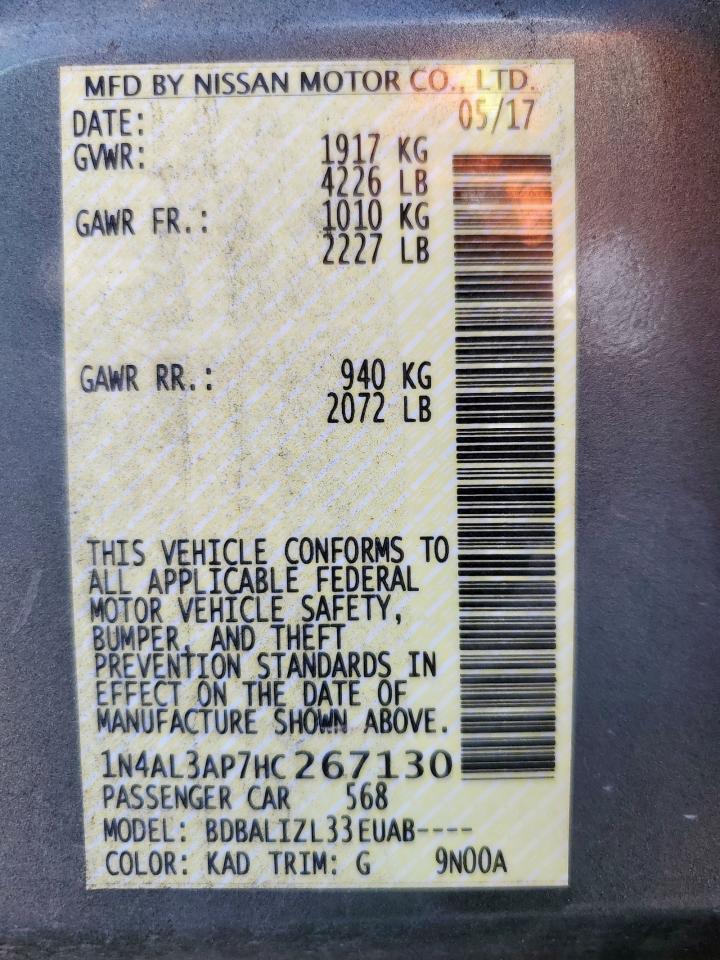 MFD BY NISSAN MOTOR CO., LTD.
DATE: 05/17
GVWR: 1917 KG
4226 LB
GAWR FR.: 1010 KG
2227 LB
GAWR RR.: 940 KG
2072 LB
THIS VEHICLE CONFORMS TO
ALL APPLICABLE FEDERAL
MOTOR VEHICLE SAFETY,
BUMPER, AND THEFT
PREVENTION STANDARDS IN
EFFECT ON THE DATE OF
MANUFACTURE SHOWN ABOVE.
1N4AL3AP7HC267130
PASSENGER CAR 568
MODEL: BDBALIZL33EUAB----
COLOR: KAD TRIM: G 9N00A